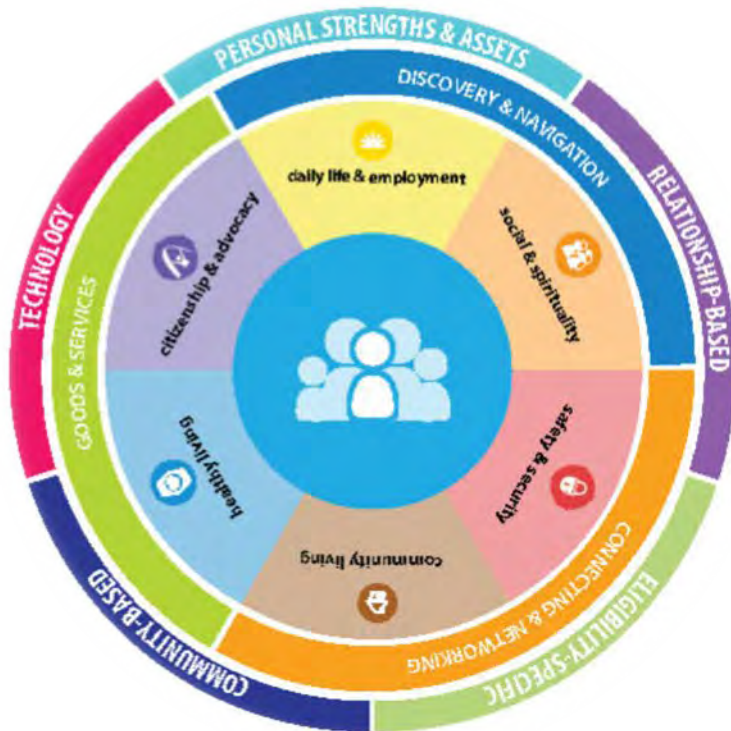 PERSONAL STRENGTHS & ASSETS
RELATIONSHIP-BASED
ELIGIBILITY-SPECIFIC
COMMUNITY-BASED
TECHNOLOGY
DISCOVERY & NAVIGATION
CONNECTING & NETWORKING
GOODS & SERVICES
daily life & employment
social & spirituality
safety & security
community living
healthy living
citizenship & advocacy